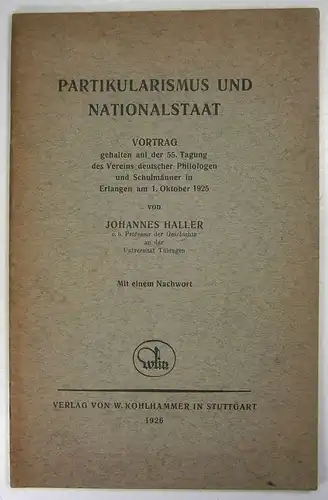 PARTIKULARISMUS UND
NATIONALSTAAT
VORTRAG
gehalten auf der 55. Tagung
des Vereins deutscher Philologen
und Schulmänner in
Erlangen am 1. Oktober 1925
von
JOHANNES HALLER
o. ö. Professor der Geschichte
an der
Universität Tübingen
Mit einem Nachwort
VERLAG VON W. KOHLHAMMER IN STUTTGART
1926